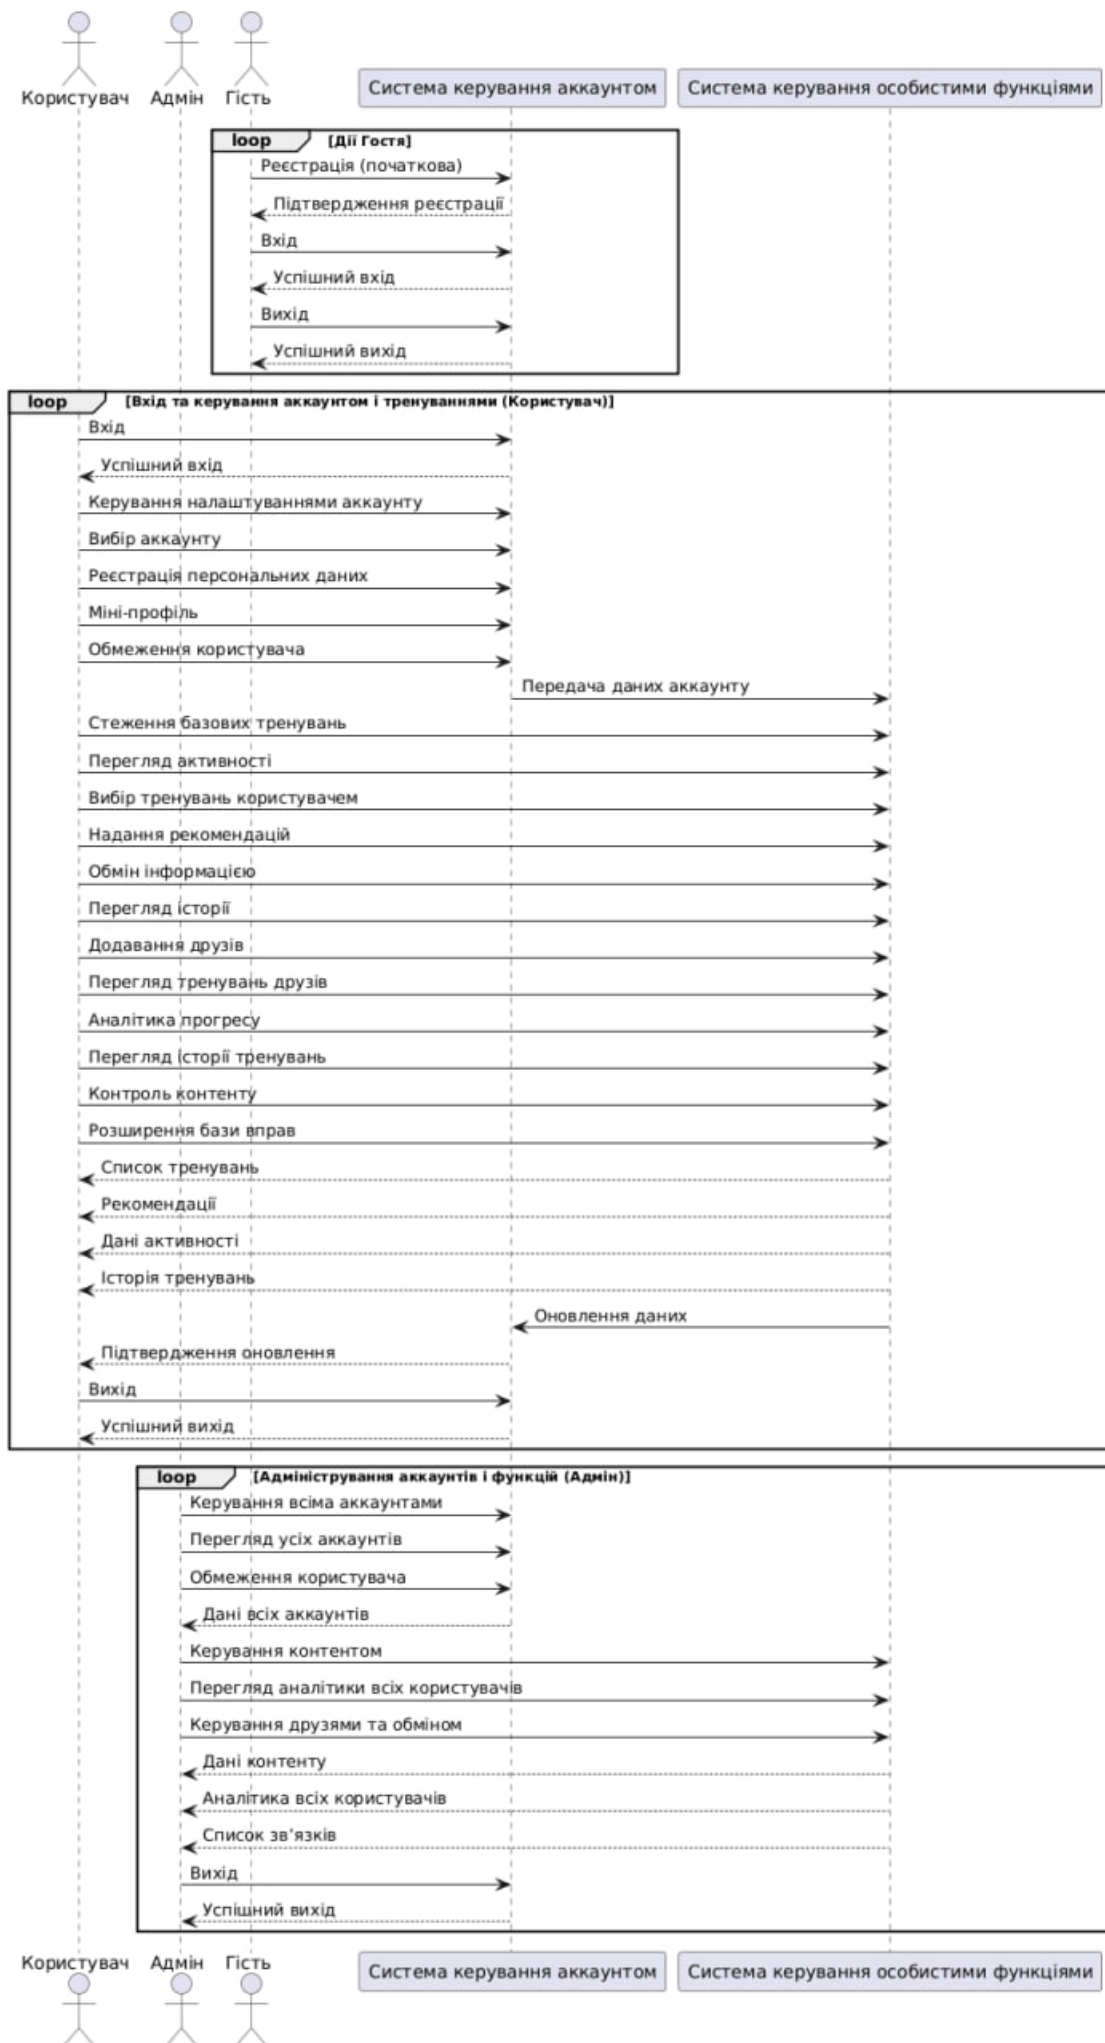 Користувач Адмін Гість Система керування аккаунтом Система керування особистими функціями
loop [Дії Гостя]
Реєстрація (початкова)
Підтвердження реєстрації
Вхід
Успішний вхід
Вихід
Успішний вихід
loop [Вхід та керування аккаунтом і тренуваннями (Користувач)]
Вхід
Успішний вхід
Керування налаштуваннями аккаунту
Вибір аккаунту
Реєстрація персональних даних
Міні-профіль
Обмеження користувача
Передача даних аккаунту
Стеження базових тренувань
Перегляд активності
Вибір тренувань користувачем
Надання рекомендацій
Обмін інформацією
Перегляд історії
Додавання друзів
Перегляд тренувань друзів
Аналітика прогресу
Перегляд історії тренувань
Контроль контенту
Розширення бази вправ
Список тренувань
Рекомендації
Дані активності
Історія тренувань
Оновлення даних
Підтвердження оновлення
Вихід
Успішний вихід
loop [Адміністрування аккаунтів і функцій (Адмін)]
Керування всіма аккаунтами
Перегляд усіх аккаунтів
Обмеження користувача
Дані всіх аккаунтів
Керування контентом
Перегляд аналітики всіх користувачів
Керування друзями та обміном
Дані контенту
Аналітика всіх користувачів
Список зв'язків
Вихід
Успішний вихід
Користувач Адмін Гість Система керування аккаунтом Система керування особистими функціями